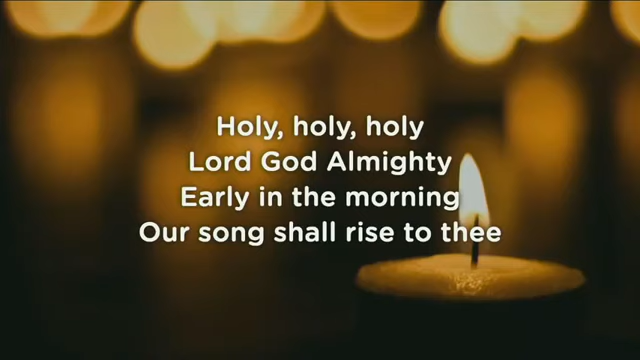 Holy, holy, holy
Lord God Almighty
Early in the morning
Our song shall rise to thee